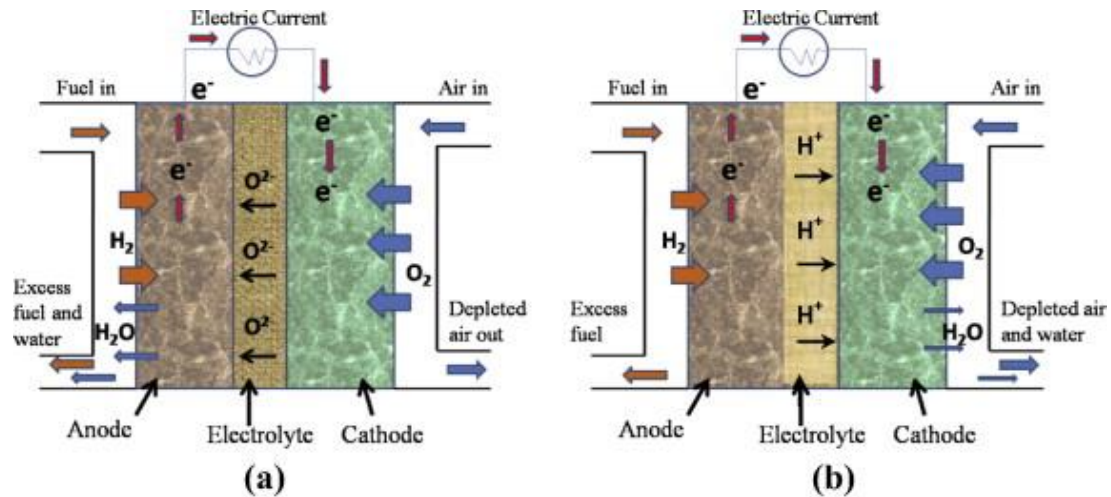 Electric Current
Fuel in
e-
Air in
e-
e-
e-
O2-
H2
O2-
O2
Excess
fuel and
water
H2O
O2
Depleted
air out
Anode
Electrolyte
Cathode
(a)
Electric Current
Fuel in
e-
Air in
e-
H+
e-
e-
H+
H2
O2
Excess
fuel
H+
H2O
Depleted air
and water
Anode
Electrolyte
Cathode
(b)